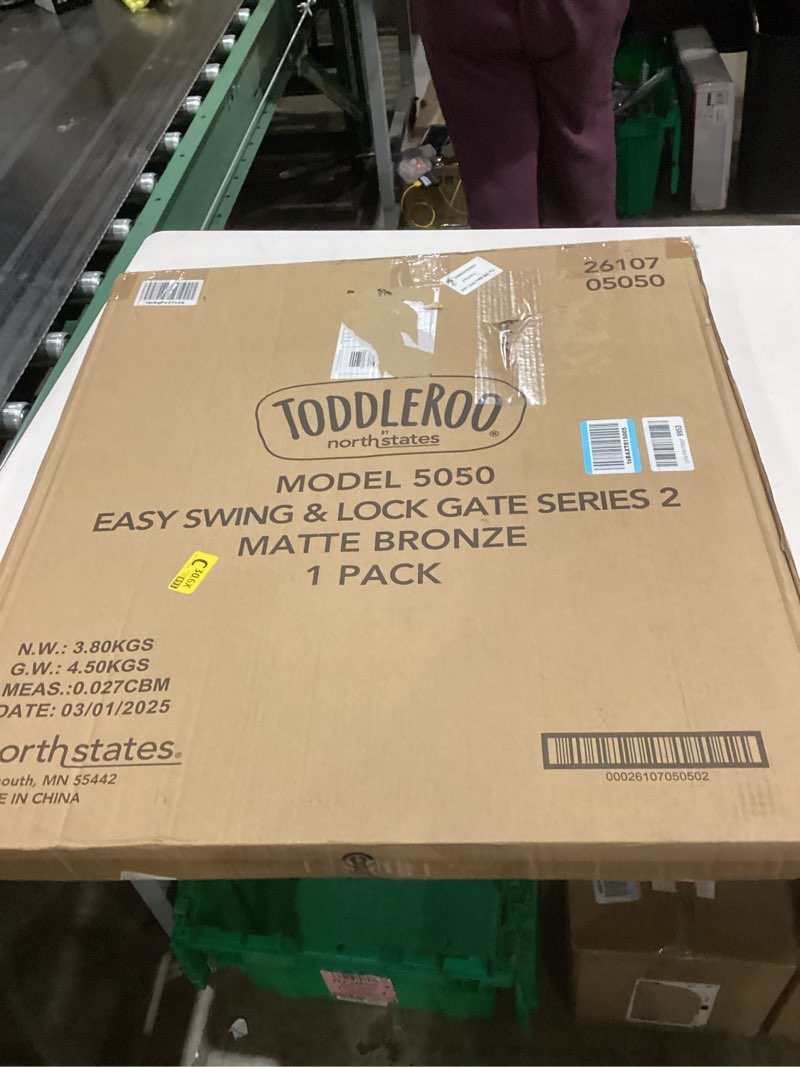 26107
05050
TODDLEROO
BY
northstates
®
MODEL 5050
EASY SWING & LOCK GATE SERIES 2
MATTE BRONZE
1 PACK
C306X
N.W.: 3.80KGS
G.W.: 4.50KGS
MEAS.:0.027CBM
DATE: 03/01/2025
orthstates®
outh, MN 55442
E IN CHINA
00026107050502